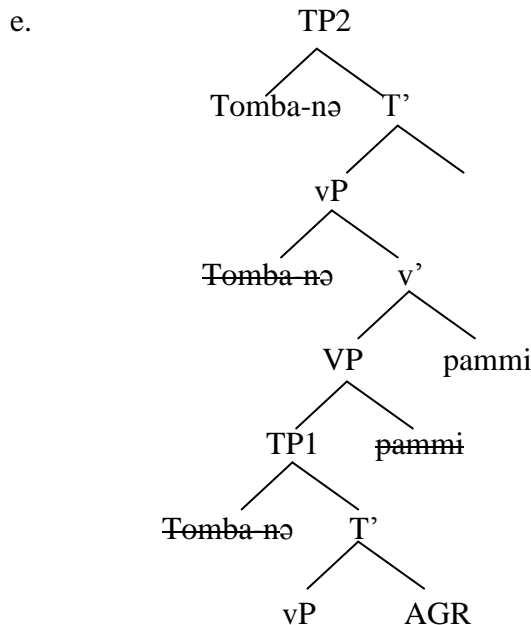 e. TP2
Tomba-nə T’
vP
Tomba-nə v’
VP pammi
TP1 pammi
Tomba-nə T’
vP AGR